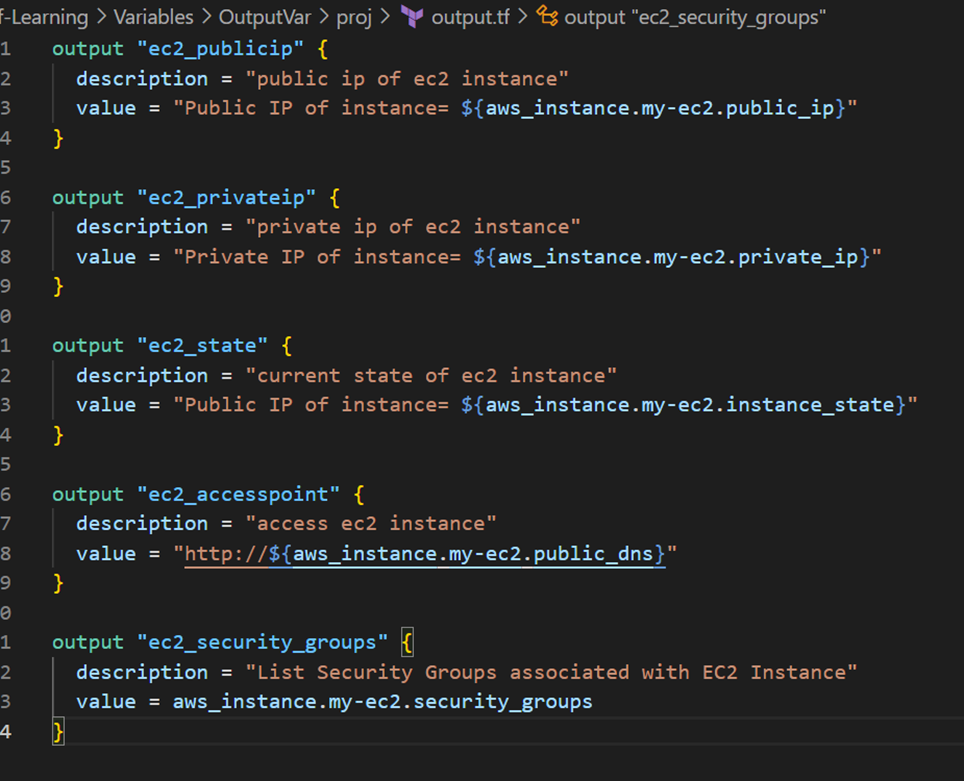 f-Learning > Variables > OutputVar > proj > output.tf > output "ec2_security_groups"
1 output "ec2_publicip" {
2 description = "public ip of ec2 instance"
3 value = "Public IP of instance= ${aws_instance.my-ec2.public_ip}"
4 }
5
6 output "ec2_privateip" {
7 description = "private ip of ec2 instance"
8 value = "Private IP of instance= ${aws_instance.my-ec2.private_ip}"
9 }
0
1 output "ec2_state" {
2 description = "current state of ec2 instance"
3 value = "Public IP of instance= ${aws_instance.my-ec2.instance_state}"
4 }
5
6 output "ec2_accesspoint" {
7 description = "access ec2 instance"
8 value = "http://${aws_instance.my-ec2.public_dns}"
9 }
0
1 output "ec2_security_groups" {
2 description = "List Security Groups associated with EC2 Instance"
3 value = aws_instance.my-ec2.security_groups
4 }